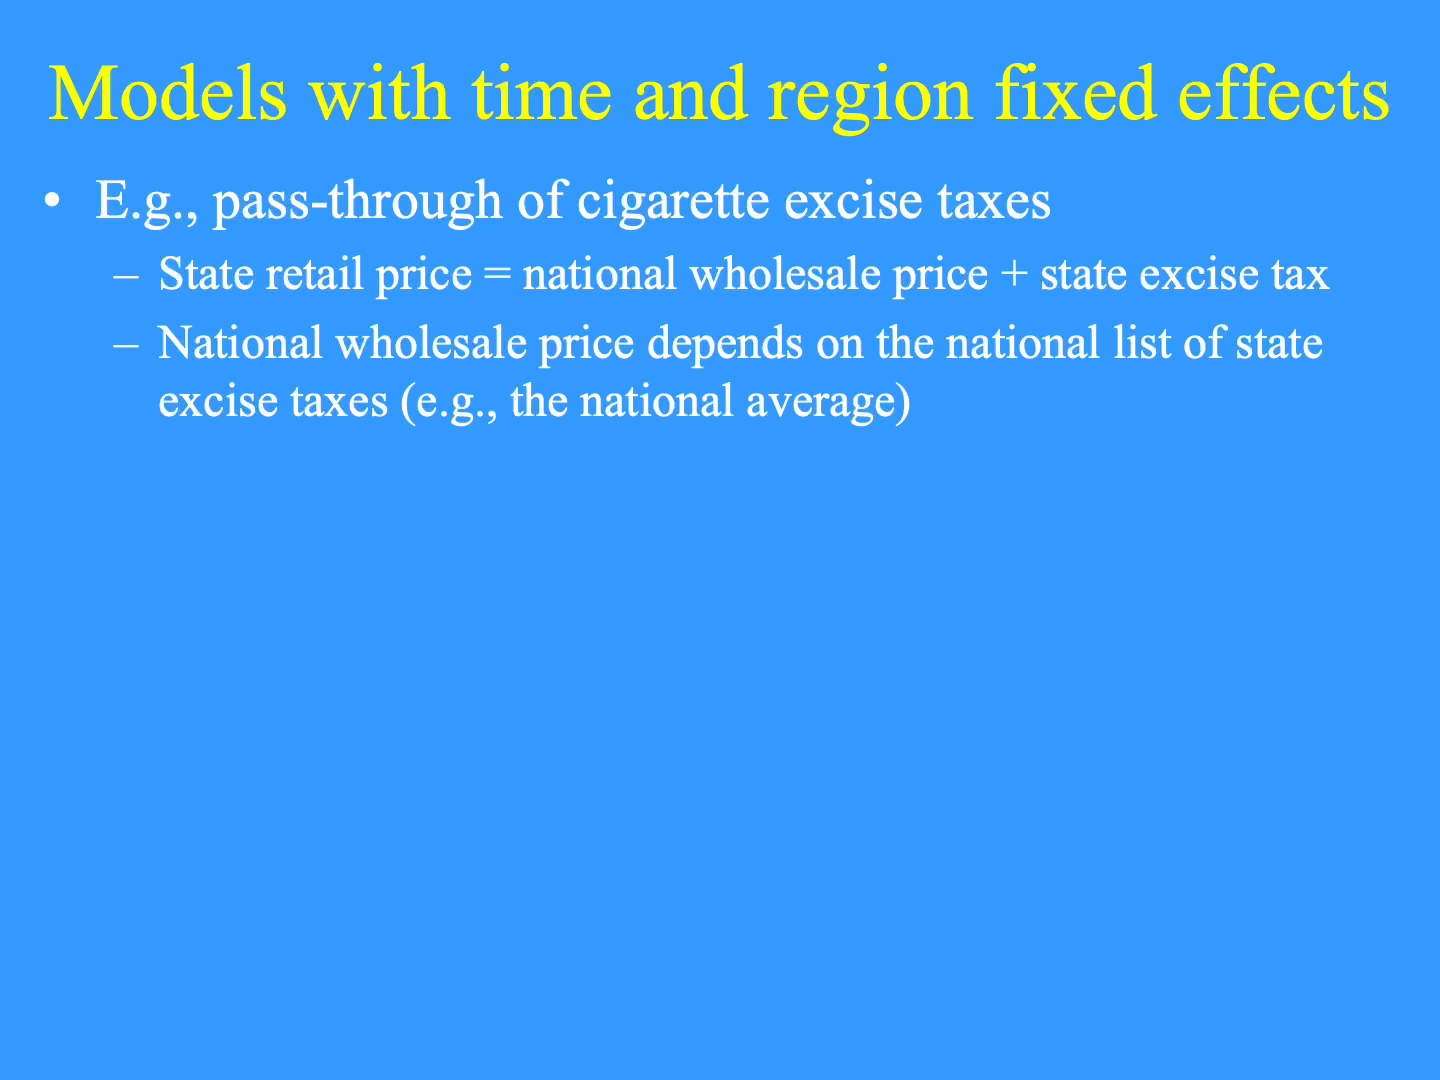 Models with time and region fixed effects
• E.g., pass-through of cigarette excise taxes
– State retail price = national wholesale price + state excise tax
– National wholesale price depends on the national list of state
excise taxes (e.g., the national average)